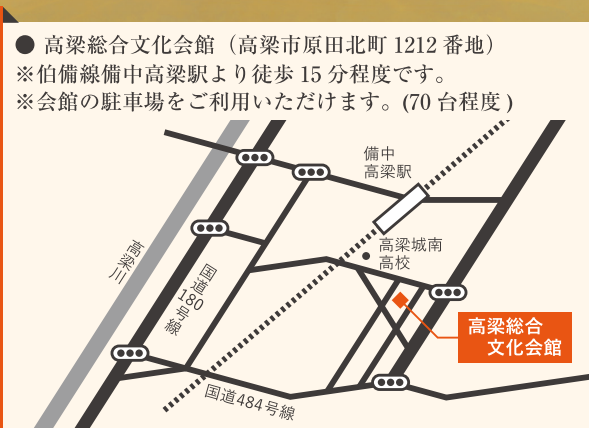 ● 高梁総合文化会館（高梁市原田北町 1212 番地）
※伯備線備中高梁駅より徒歩 15 分程度です。
※会館の駐車場をご利用いただけます。(70 台程度 )
備中
高梁駅
高梁城南
高校
高梁川
国道180号線
高梁総合
文化会館
国道484号線